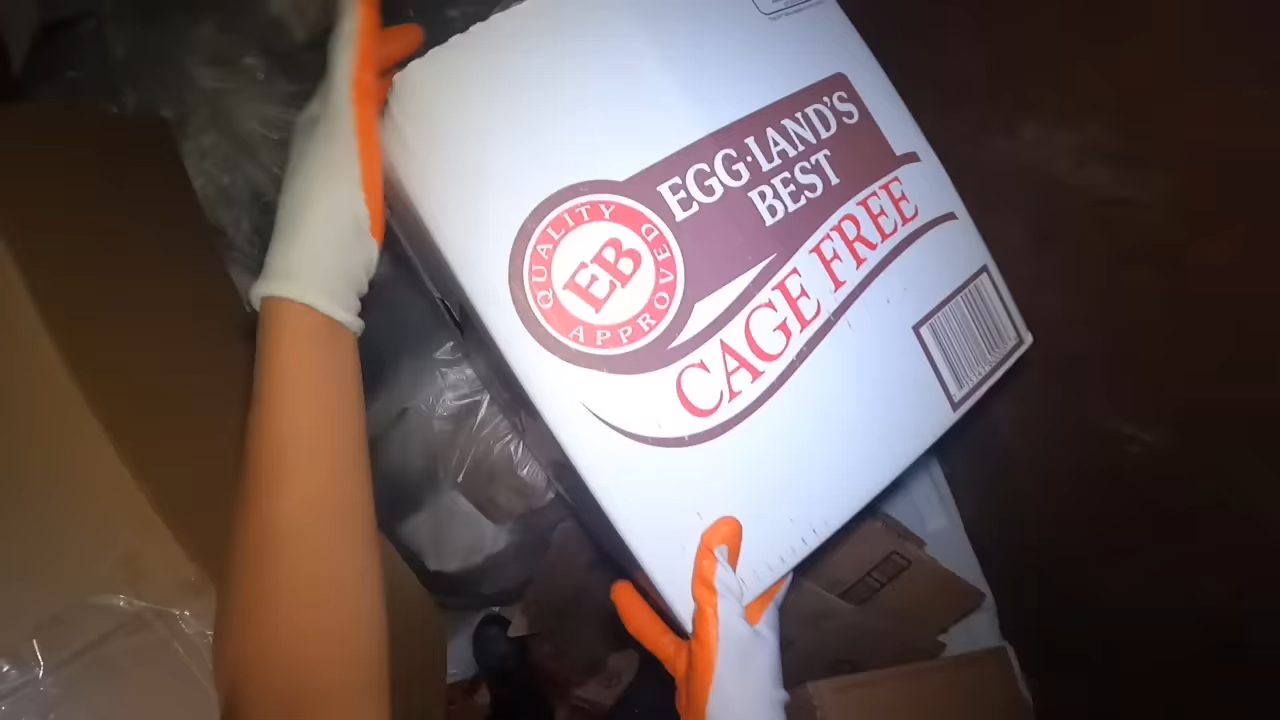 EGG·LAND'S
BEST
CAGE FREE
QUALITY
EB
APPROVED